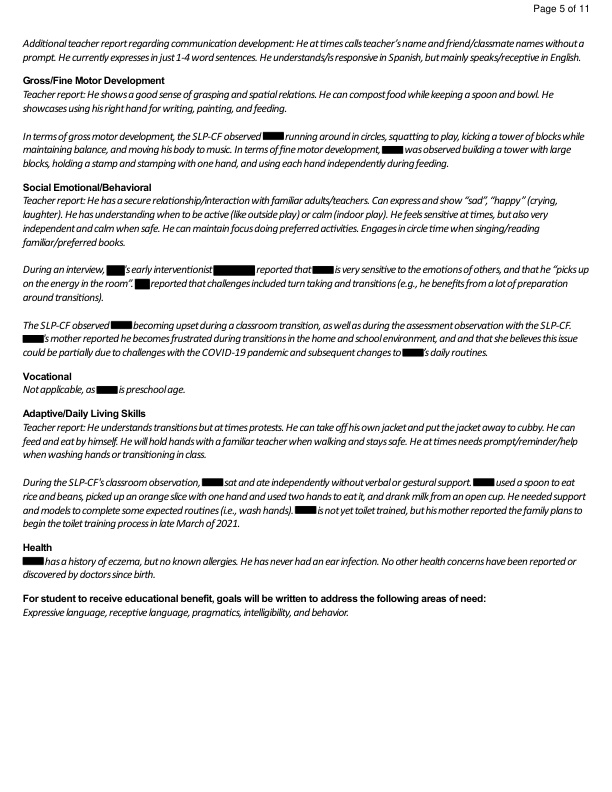 Page 5 of 11
Additional teacher report regarding communication development: He at times calls teacher's name and friend/classmate names without a
prompt. He currently expresses in just 1-4 word sentences. He understands/is responsive in Spanish, but mainly speaks/receptive in English.
Gross/Fine Motor Development
Teacher report: He shows a good sense of grasping and spatial relations. He can compost food while keeping a spoon and bowl. He
showcases using his right hand for writing, painting, and feeding.
In terms of gross motor development, the SLP-CF observed running around in circles, squatting to play, kicking a tower of blocks while
maintaining balance, and moving his body to music. In terms of fine motor development, was observed building a tower with large
blocks, holding a stamp and stamping with one hand, and using each hand independently during feeding.
Social Emotional/Behavioral
Teacher report: He has a secure relationship/interaction with familiar adults/teachers. Can express and show "sad", "happy" (crying,
laughter). He has understanding when to be active (like outside play) or calm (indoor play). He feels sensitive at times, but also very
independent and calm when safe. He can maintain focus doing preferred activities. Engages in circle time when singing/reading
familiar/preferred books.
During an interview, 's early interventionist reported that is very sensitive to the emotions of others, and that he "picks up
on the energy in the room". reported that challenges included turn taking and transitions (e.g., he benefits from a lot of preparation
around transitions).
The SLP-CF observed becoming upset during a classroom transition, as well as during the assessment observation with the SLP-CF.
's mother reported he becomes frustrated during transitions in the home and school environment, and and that she believes this issue
could be partially due to challenges with the COVID-19 pandemic and subsequent changes to 's daily routines.
Vocational
Not applicable, as is preschool age.
Adaptive/Daily Living Skills
Teacher report: He understands transitions but at times protests. He can take off his own jacket and put the jacket away to cubby. He can
feed and eat by himself. He will hold hands with a familiar teacher when walking and stays safe. He at times needs prompt/reminder/help
when washing hands or transitioning in class.
During the SLP-CF's classroom observation, sat and ate independently without verbal or gestural support. used a spoon to eat
rice and beans, picked up an orange slice with one hand and used two hands to eat it, and drank milk from an open cup. He needed support
and models to complete some expected routines (i.e., wash hands). is not yet toilet trained, but his mother reported the family plans to
begin the toilet training process in late March of 2021.
Health
has a history of eczema, but no known allergies. He has never had an ear infection. No other health concerns have been reported or
discovered by doctors since birth.
For student to receive educational benefit, goals will be written to address the following areas of need:
Expressive language, receptive language, pragmatics, intelligibility, and behavior.